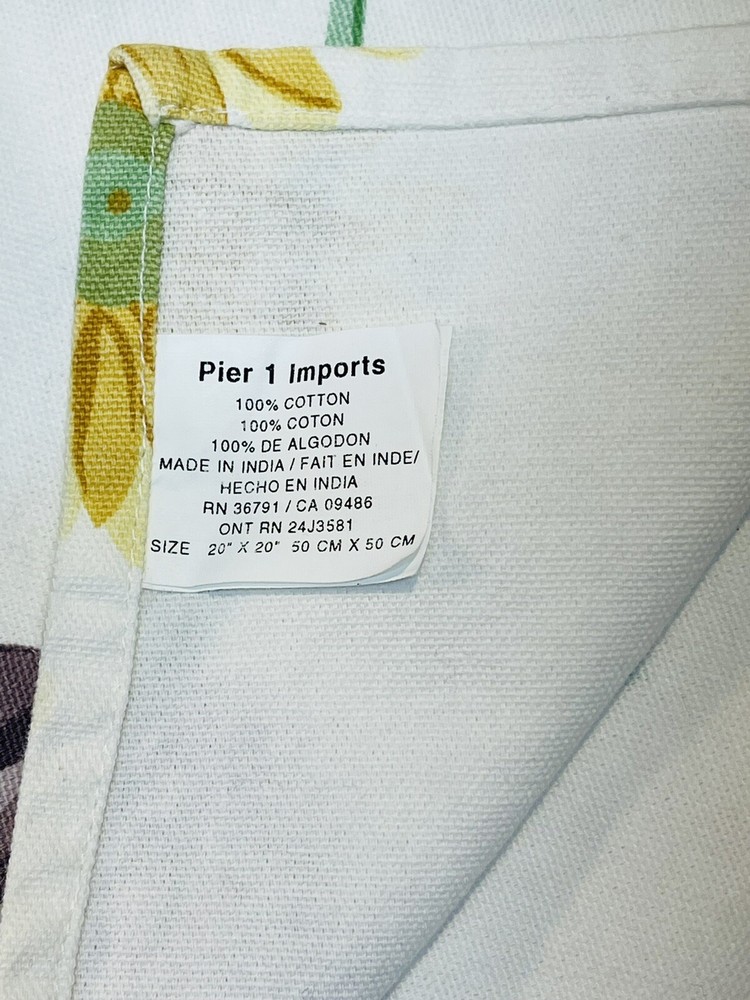 Pier 1 Imports
100% COTTON
100% COTON
100% DE ALGODON
MADE IN INDIA / FAIT EN INDE/
HECHO EN INDIA
RN 36791 / CA 09486
ONT RN 24J3581
SIZE 20" X 20" 50 CM X 50 CM